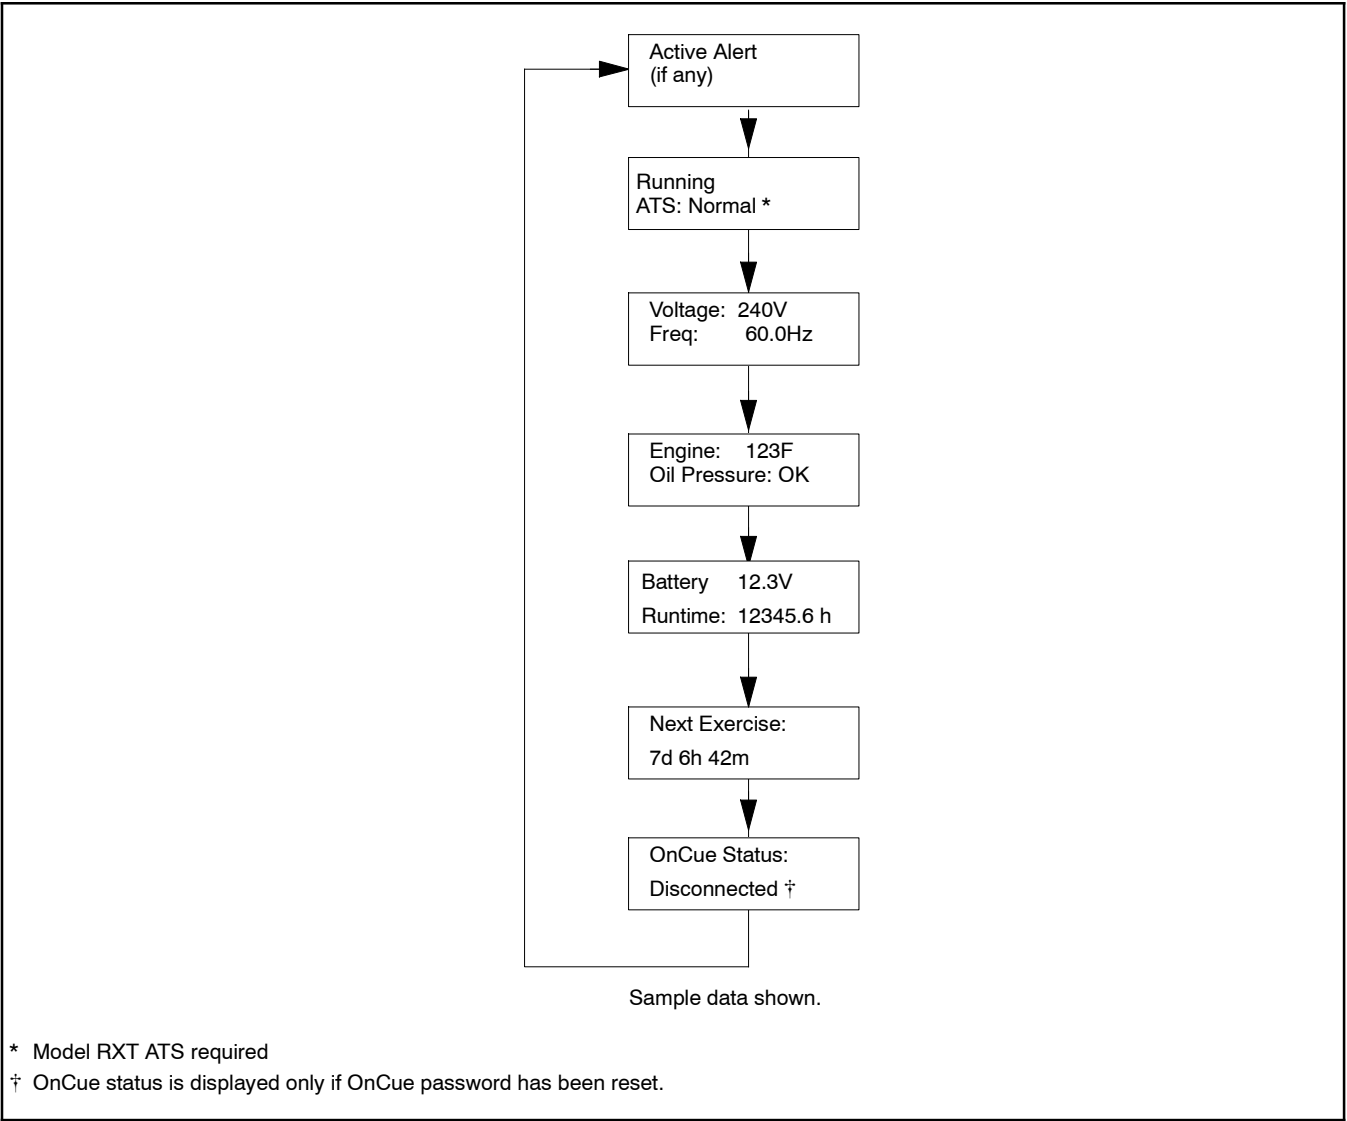 Active Alert
(if any)
Running
ATS: Normal *
Voltage: 240V
Freq: 60.0Hz
Engine: 123F
Oil Pressure: OK
Battery 12.3V
Runtime: 12345.6 h
Next Exercise:
7d 6h 42m
OnCue Status:
Disconnected †
Sample data shown.
* Model RXT ATS required
† OnCue status is displayed only if OnCue password has been reset.